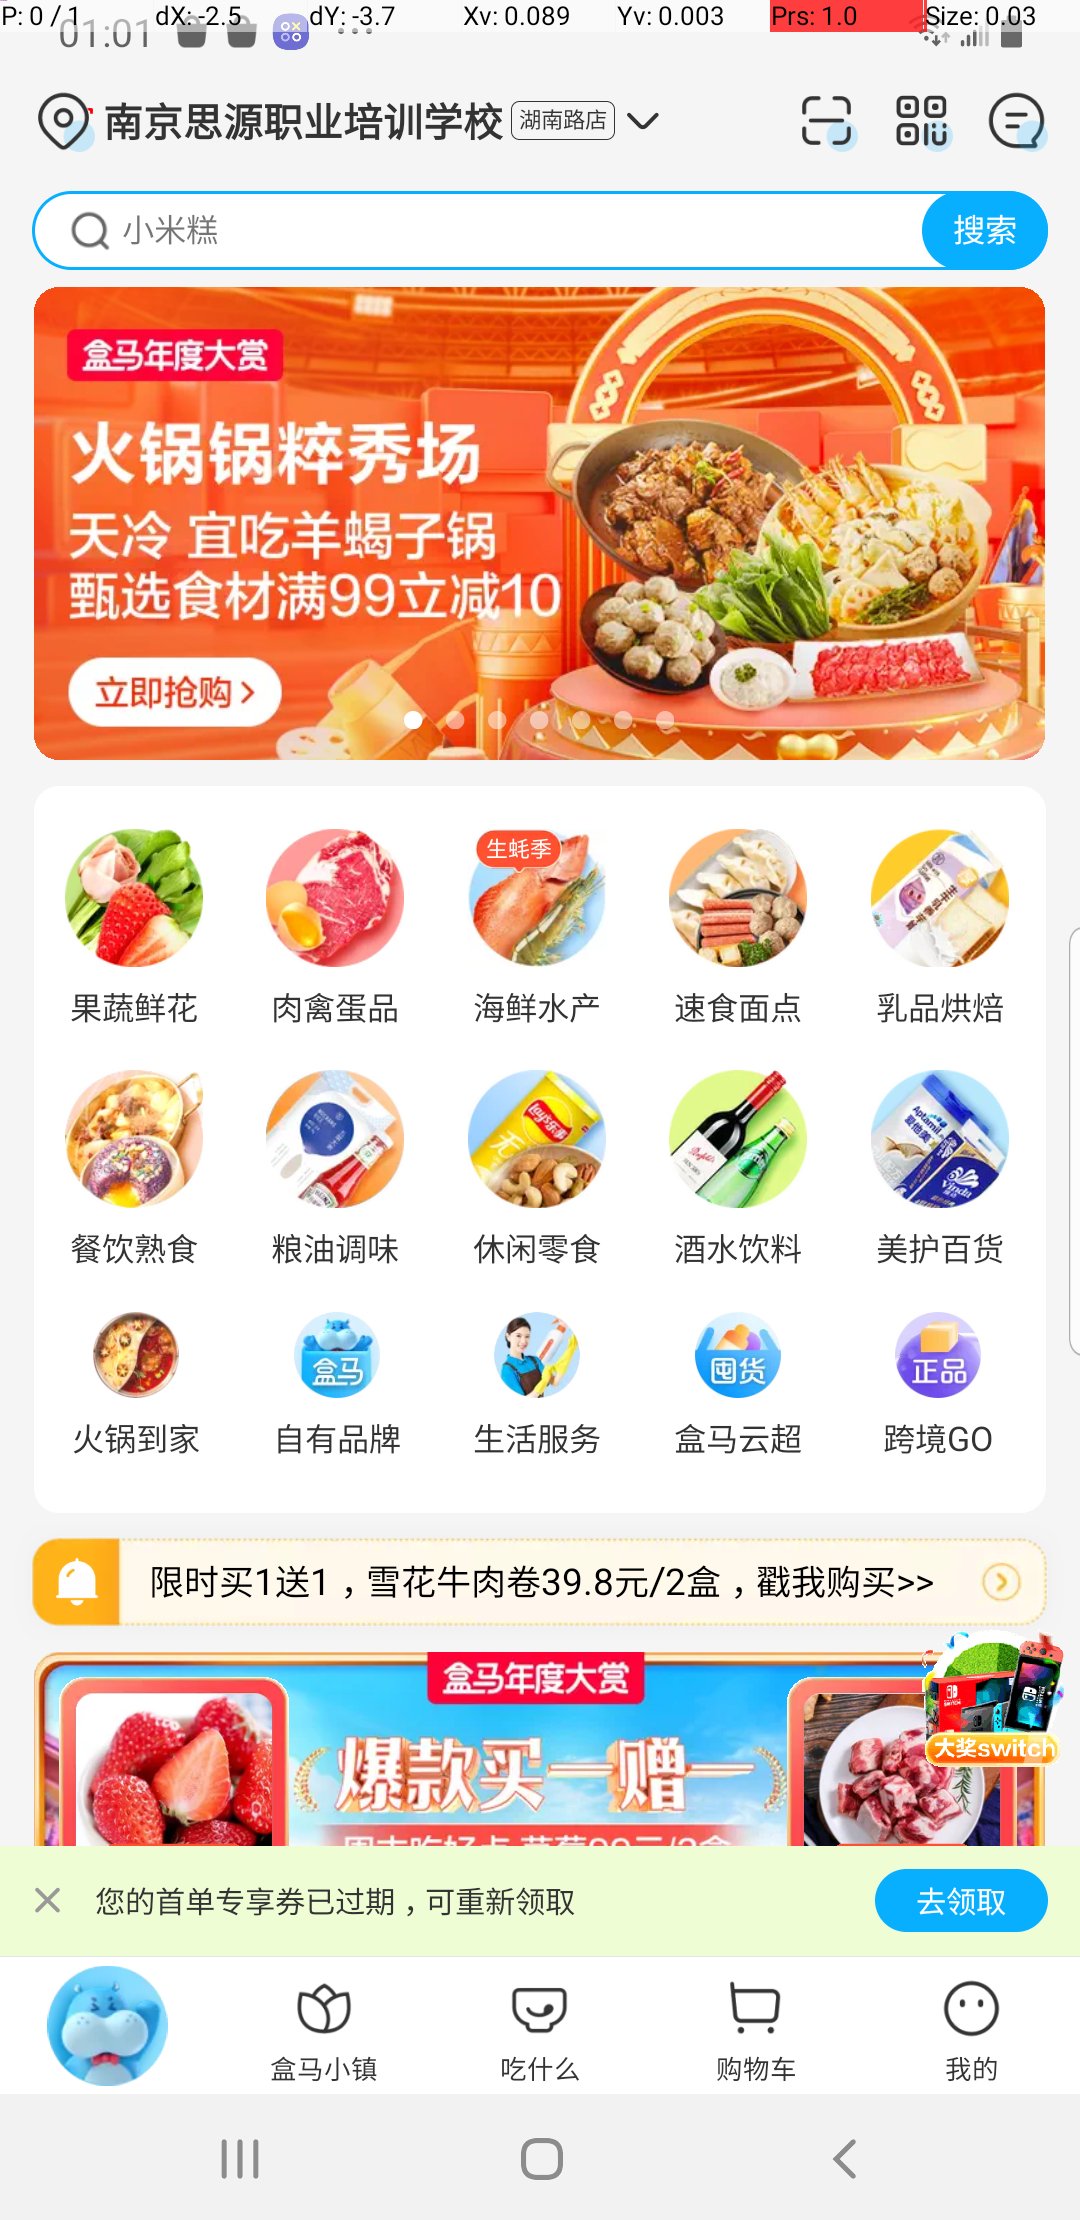 P: 0 / 1 dX: -2.5 dY: -3.7 Xv: 0.089 Yv: 0.003 Prs: 1.0 Size: 0.03
01:01
南京思源职业培训学校 湖南路店
小米糕 搜索
盒马年度大赏
火锅锅粹秀场
天冷 宜吃羊蝎子锅
甄选食材满99立减10
立即抢购 >
生蚝季
果蔬鲜花 肉禽蛋品 海鲜水产 速食面点 乳品烘焙
Lay's乐事
无
Aptamil
爱他美
Vinda
HEINZ
餐饮熟食 粮油调味 休闲零食 酒水饮料 美护百货
盒马 囤货 正品
火锅到家 自有品牌 生活服务 盒马云超 跨境GO
限时买1送1，雪花牛肉卷39.8元/2盒，戳我购买>>
盒马年度大赏
爆款买一赠一
大奖switch
您的首单专享券已过期，可重新领取 去领取
盒马小镇 吃什么 购物车 我的